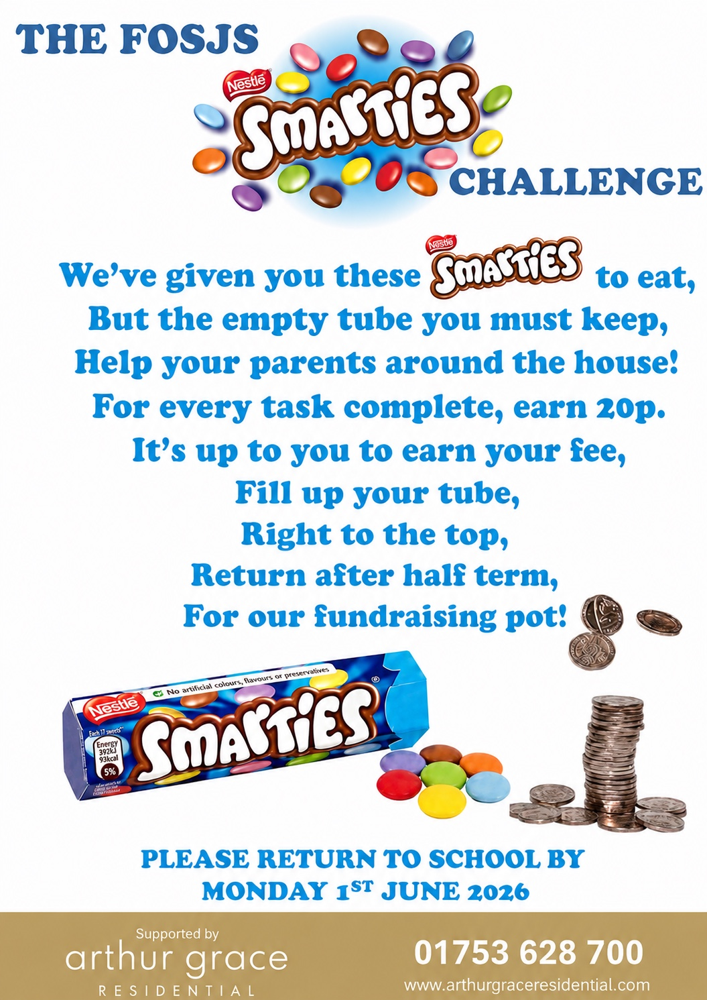 THE FOSJS
Nestlé
SMARTIES
CHALLENGE
We've given you these Nestlé SMARTIES to eat,
But the empty tube you must keep,
Help your parents around the house!
For every task complete, earn 20p.
It's up to you to earn your fee,
Fill up your tube,
Right to the top,
Return after half term,
For our fundraising pot!
No artificial colours, flavours or preservatives
Nestlé
SMARTIES
Each 17 sweets**
Energy
392kJ
93kcal
5%
PLEASE RETURN TO SCHOOL BY
MONDAY 1ST JUNE 2026
Supported by
arthur grace
RESIDENTIAL
01753 628 700
www.arthurgraceresidential.com